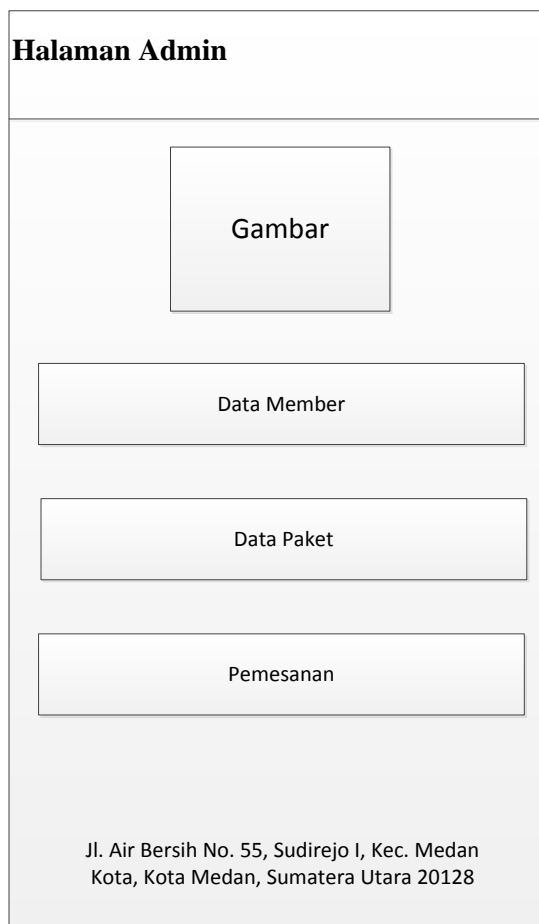 Halaman Admin
Gambar
Data Member
Data Paket
Pemesanan
Jl. Air Bersih No. 55, Sudirejo I, Kec. Medan
Kota, Kota Medan, Sumatera Utara 20128